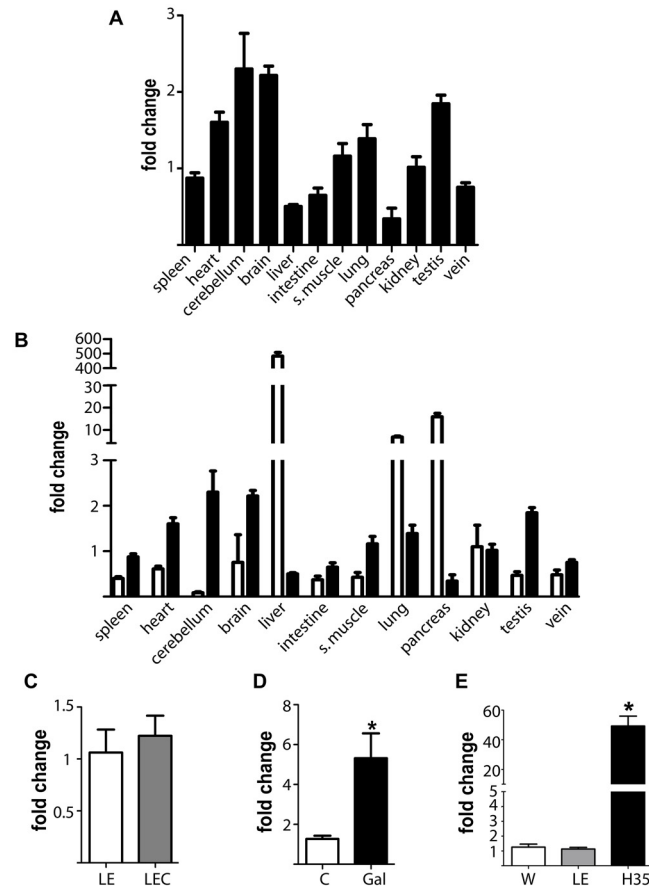 A
fold change
3
2
1
spleen
heart
cerebellum
brain
liver
intestine
s. muscle
lung
pancreas
kidney
testis
vein
B
fold change
600
500
400
30
20
10
3
2
1
spleen
heart
cerebellum
brain
liver
intestine
s. muscle
lung
pancreas
kidney
testis
vein
C
fold change
1.5
1
0.5
LE
LEC
D
fold change
8
6
4
2
*
C
Gal
E
fold change
60
40
20
5
4
3
2
1
*
W
LE
H35